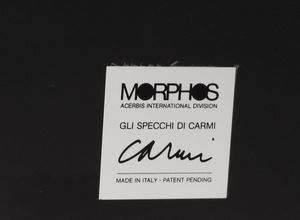 MORPHOS
ACERBIS INTERNATIONAL DIVISION
GLI SPECCHI DI CARMI
carmi
MADE IN ITALY - PATENT PENDING